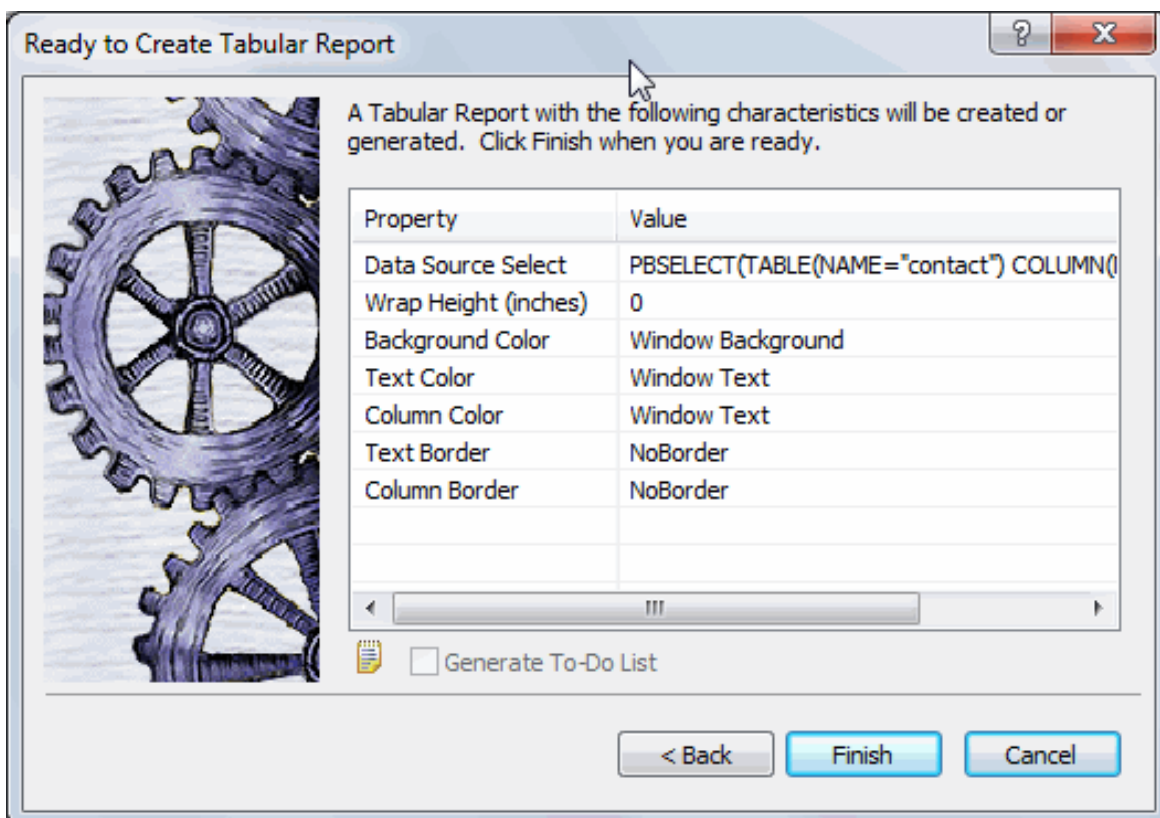 Ready to Create Tabular Report
A Tabular Report with the following characteristics will be created or
generated. Click Finish when you are ready.
Property Value
Data Source Select PBSELECT(TABLE(NAME="contact") COLUMN(
Wrap Height (inches) 0
Background Color Window Background
Text Color Window Text
Column Color Window Text
Text Border NoBorder
Column Border NoBorder
Generate To-Do List
< Back Finish Cancel